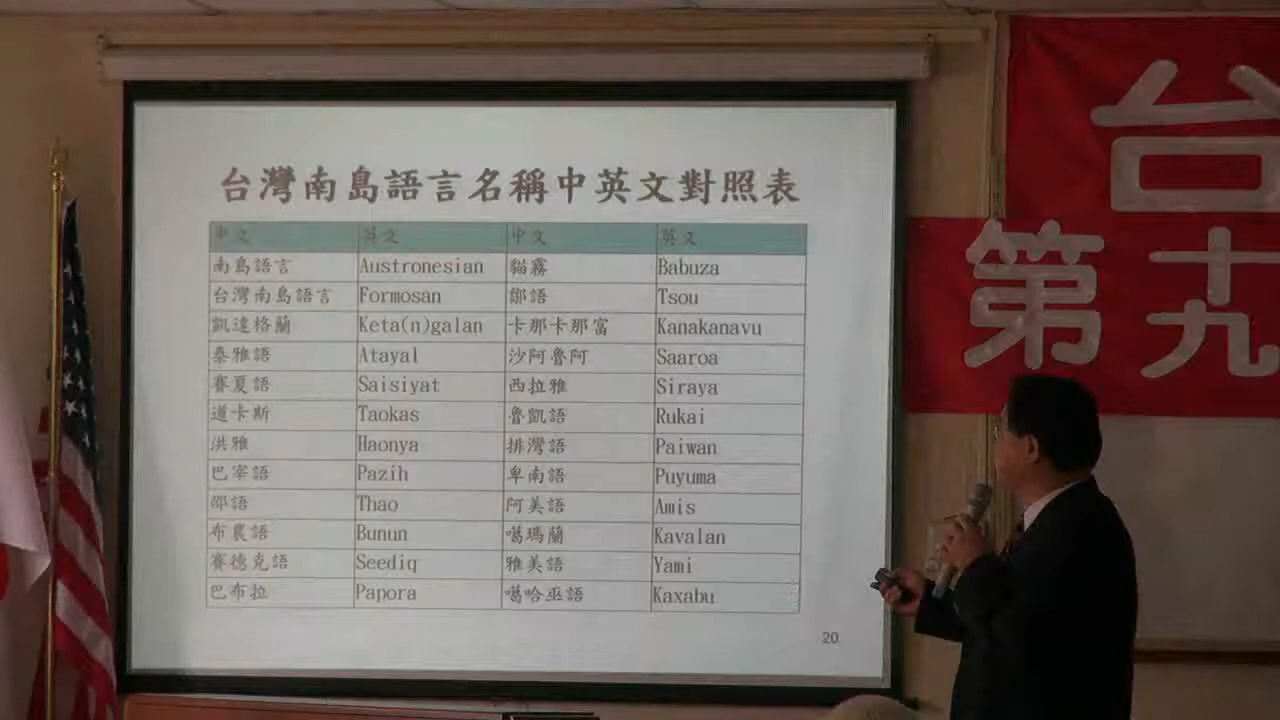 台灣南島語言名稱中英文對照表
中文 英文 中文 英文
南島語言 Austronesian 貓霧 Babuza
台灣南島語言 Formosan 鄒語 Tsou
凱達格蘭 Keta(n)galan 卡那卡那富 Kanakanavu
泰雅語 Atayal 沙阿魯阿 Saaroa
賽夏語 Saisiyat 西拉雅 Siraya
道卡斯 Taokas 魯凱語 Rukai
洪雅 Haonya 排灣語 Paiwan
巴宰語 Pazih 卑南語 Puyuma
邵語 Thao 阿美語 Amis
布農語 Bunun 噶瑪蘭 Kavalan
賽德克語 Seediq 雅美語 Yami
巴布拉 Papora 噶哈巫語 Kaxabu
20
台
第十九